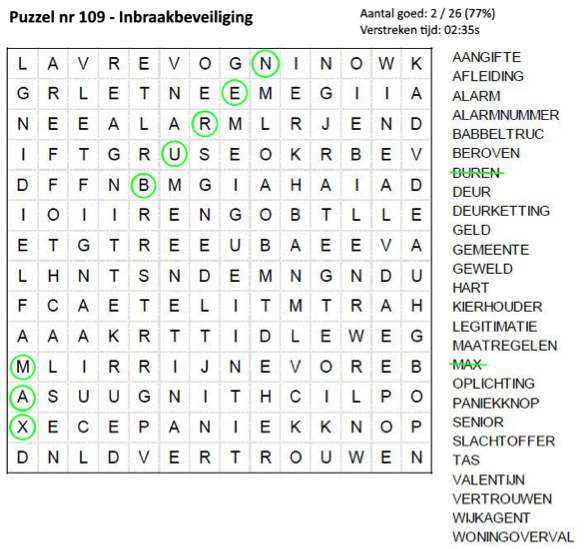 Puzzel nr 109 - Inbraakbeveiliging
Aantal goed: 2 / 26 (77%)
Verstreken tijd: 02:35s
L A V R E V O G N I N O W K
G R L E T N E E M E G I I A
N E E A L A R M L R J E N D
I F T G R U S E O K R B E V
D F F N B M G I A H A I A D
I O I I R E N G O B T L L E
E T G T R E E U B A E E V A
L H N T S N D E M N G N D U
F C A E T E L I T M T R A H
A A A K R T T I D L E W E G
M L I R R I J N E V O R E B
A S U U G N I T H C I L P O
X E C E P A N I E K K N O P
D N L D V E R T R O U W E N
AANGIFTE
AFLEIDING
ALARM
ALARMNUMMER
BABBELTRUC
BEROVEN
BUREN
DEUR
DEURKETTING
GELD
GEMEENTE
GEWELD
HART
KIERHOUDER
LEGITIMATIE
MAATREGELEN
MAX
OPLICHTING
PANIEKKNOP
SENIOR
SLACHTOFFER
TAS
VALENTIJN
VERTROUWEN
WIJKAGENT
WONINGOVERVAL